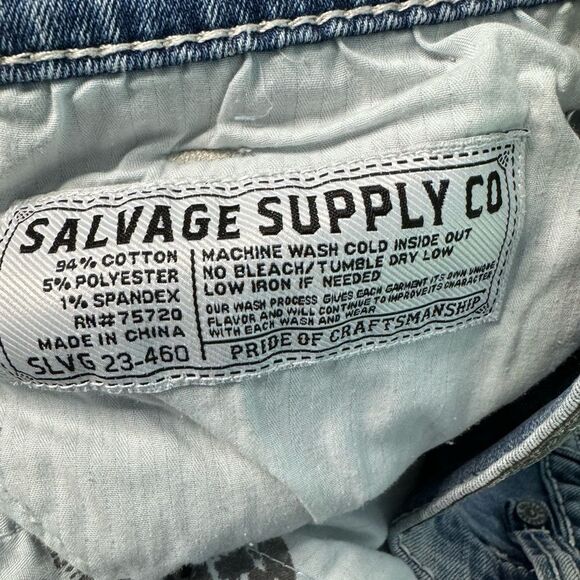 SALVAGE SUPPLY CO
94% COTTON
5% POLYESTER
1% SPANDEX
RN#75720
MADE IN CHINA
SLVG 23-460
MACHINE WASH COLD INSIDE OUT
NO BLEACH/TUMBLE DRY LOW
LOW IRON IF NEEDED
OUR WASH PROCESS GIVES EACH GARMENT ITS OWN UNIQUE
FLAVOR AND WILL CONTINUE TO IMPROVE ITS CHARACTER
WITH EACH WASH AND WEAR
PRIDE OF CRAFTSMANSHIP